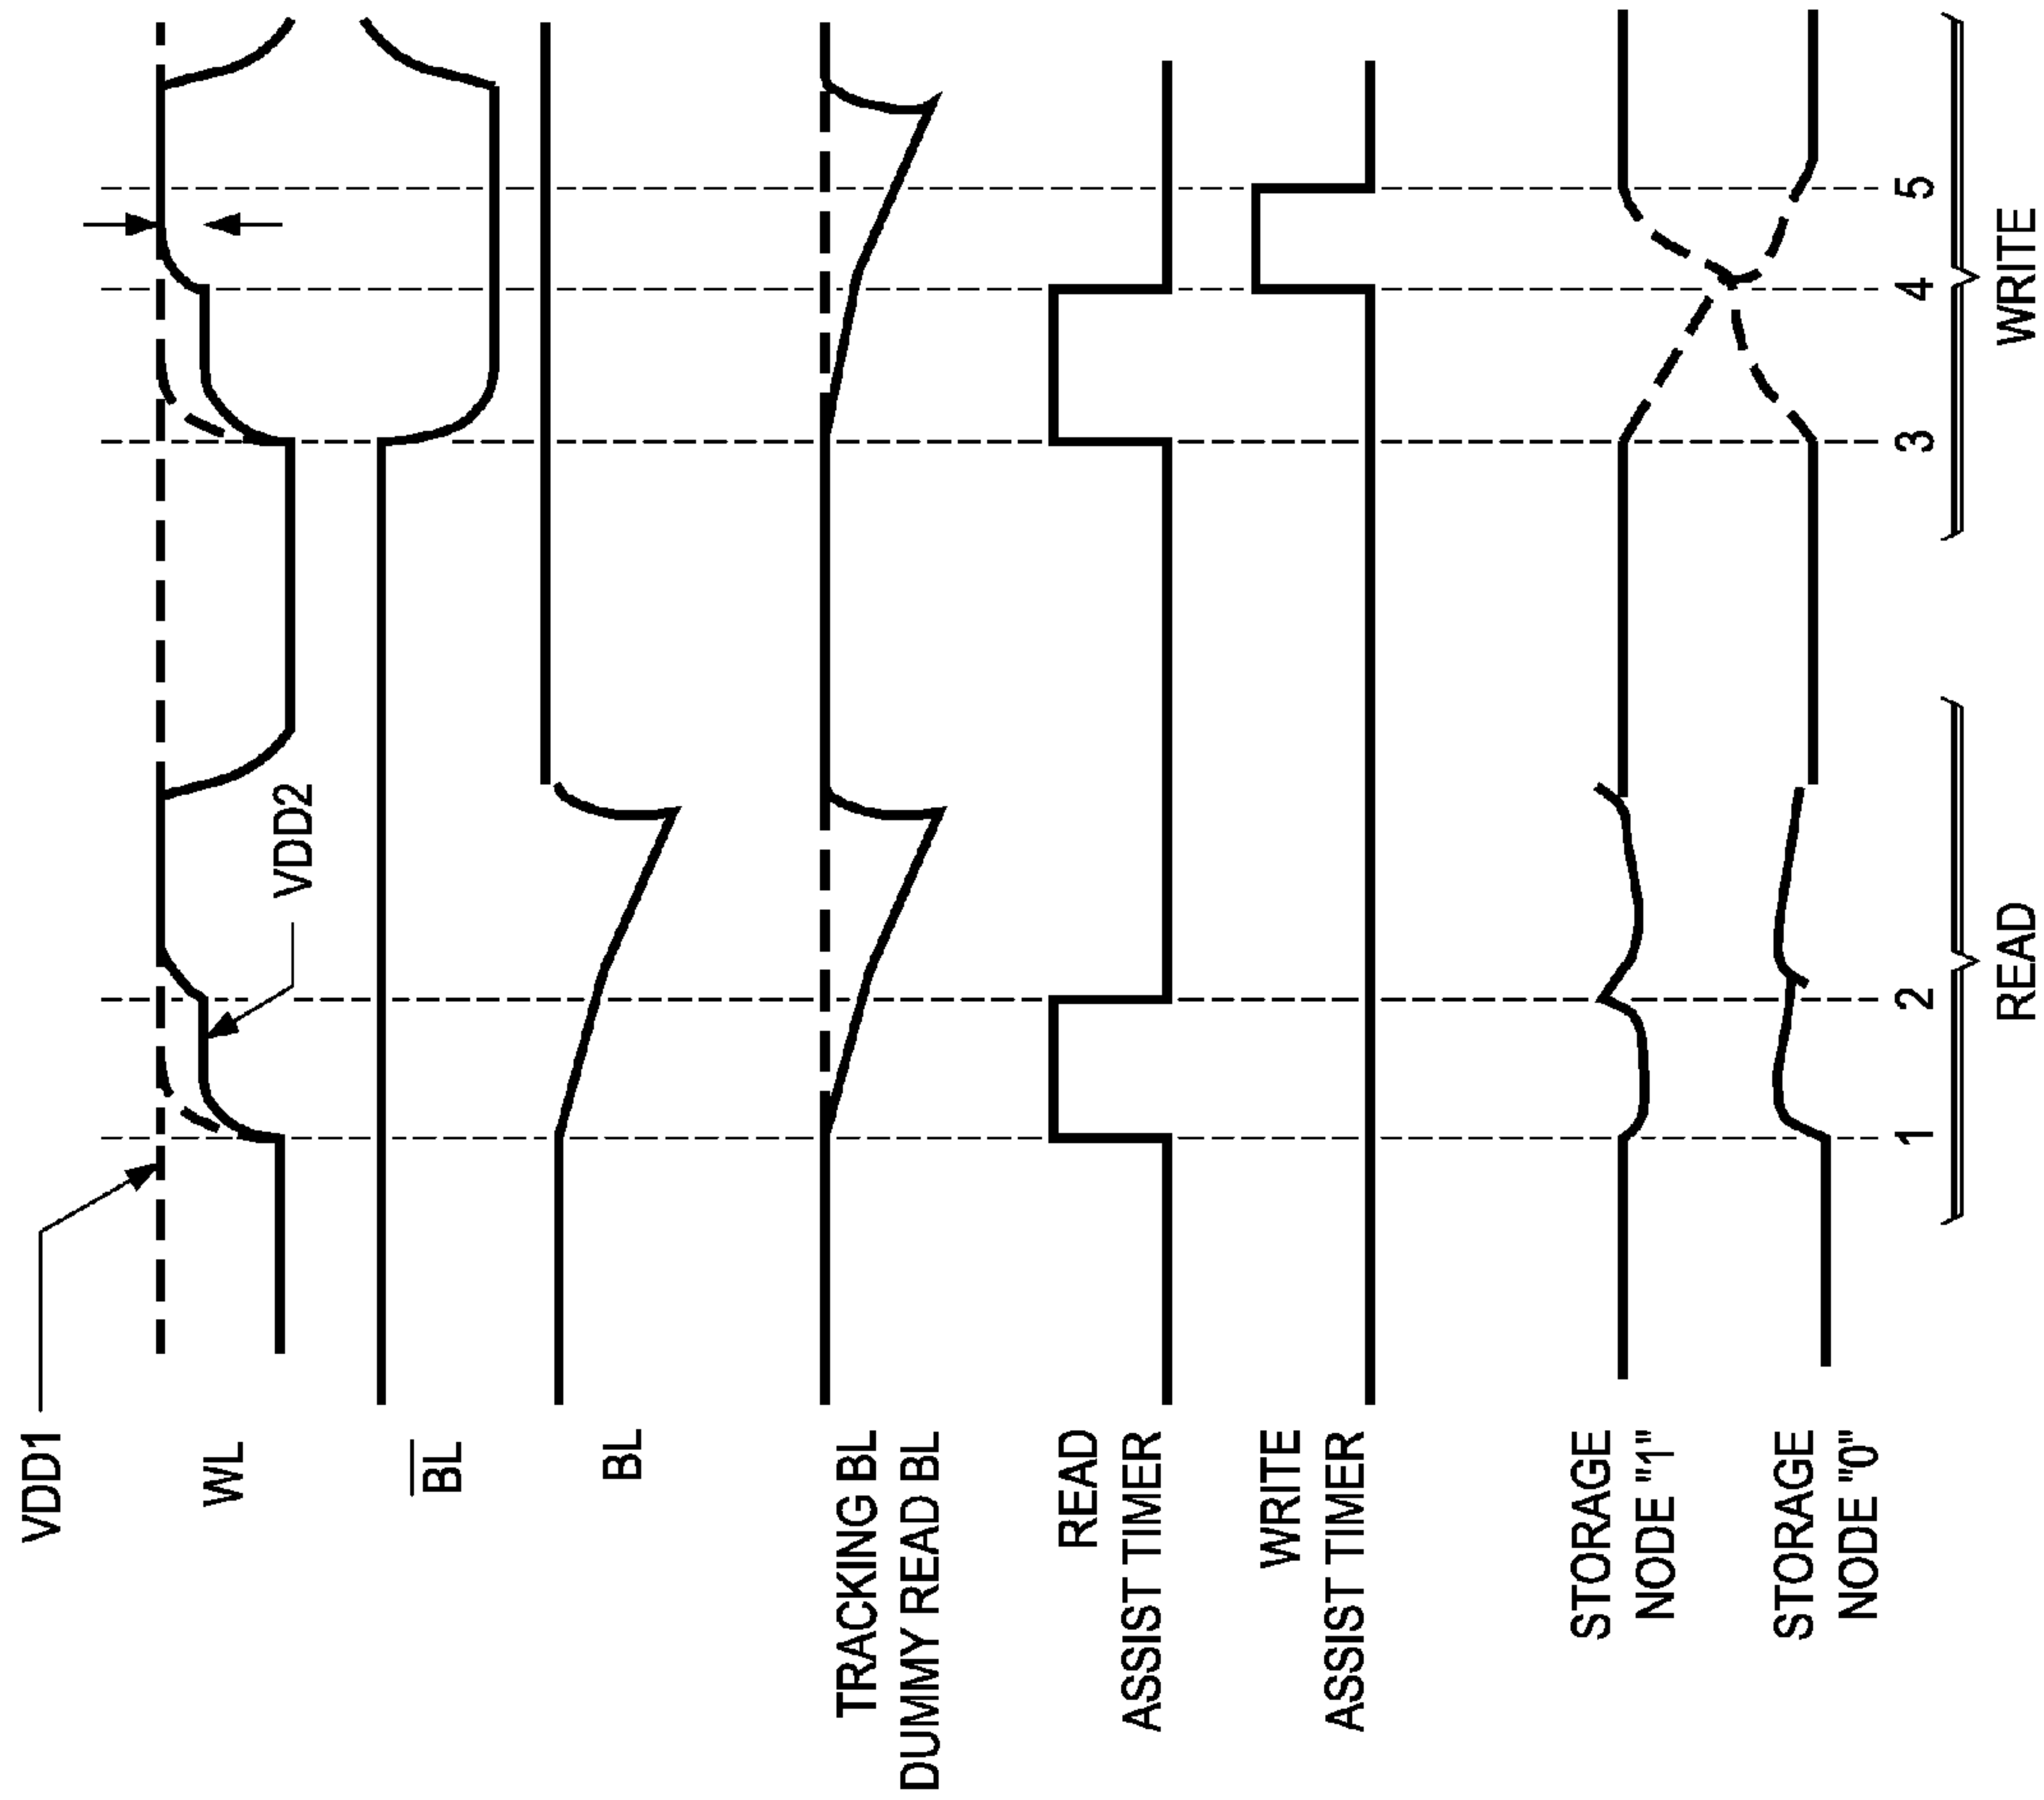 VDD1
WL
BL
BL
TRACKING BL
DUMMY READ BL
READ
ASSIST TIMER
WRITE
ASSIST TIMER
STORAGE
NODE "1"
STORAGE
NODE "0"
VDD2
1
2
3
4
5
READ
WRITE